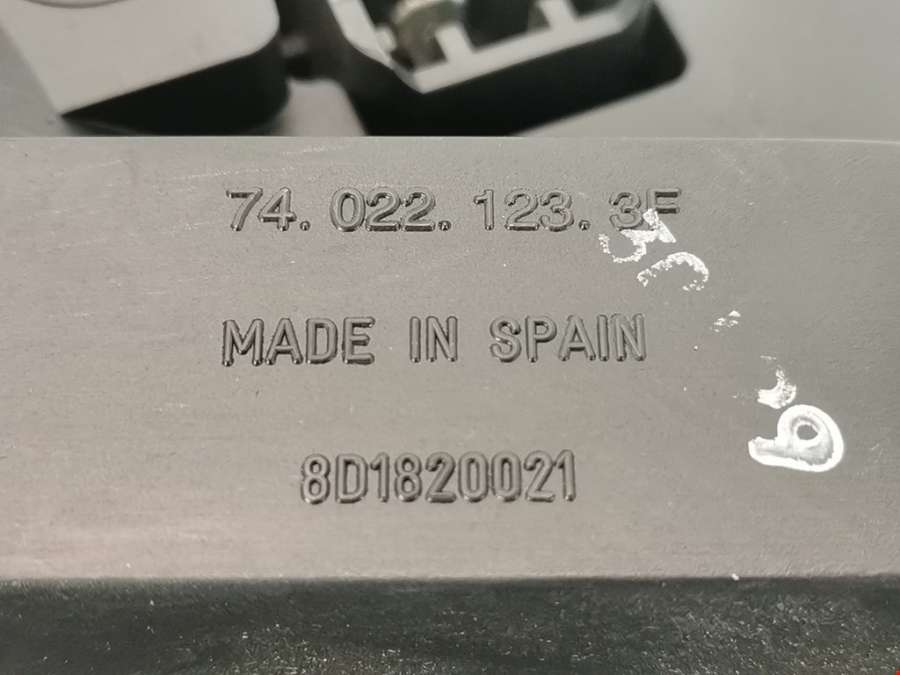 74. 022. 123. 3F
MADE IN SPAIN
8D1820021